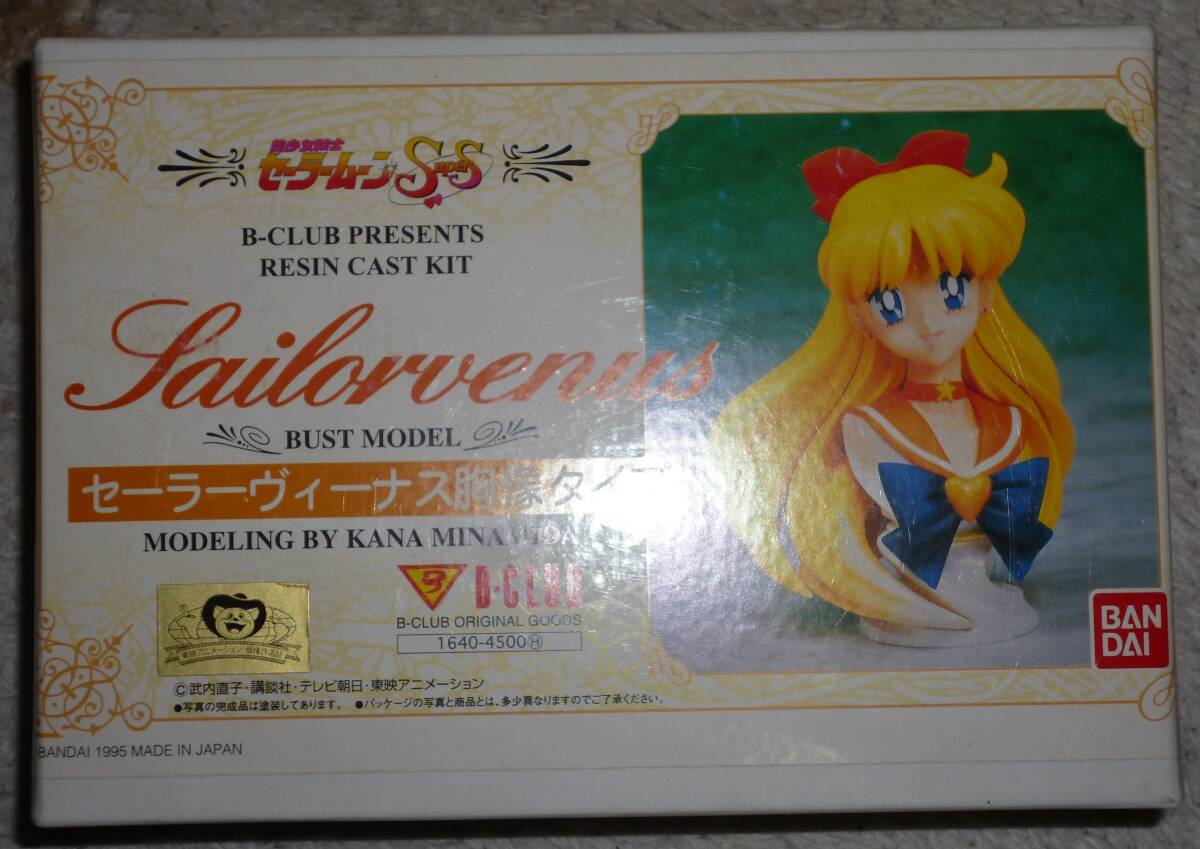 美少女戦士
セーラームーン SuperS
B-CLUB PRESENTS
RESIN CAST KIT
Sailorvenus
BUST MODEL
セーラーヴィーナス胸像タイプ
MODELING BY KANA
B-CLUB
B-CLUB ORIGINAL GOODS
1640-4500Ⓗ
©武内直子・講談社・テレビ朝日・東映アニメーション
●写真の完成品は塗装してあります。 ●パッケージの写真と商品とは、多少異なりますのでご了承ください。
BANDAI 1995 MADE IN JAPAN
BAN
DAI